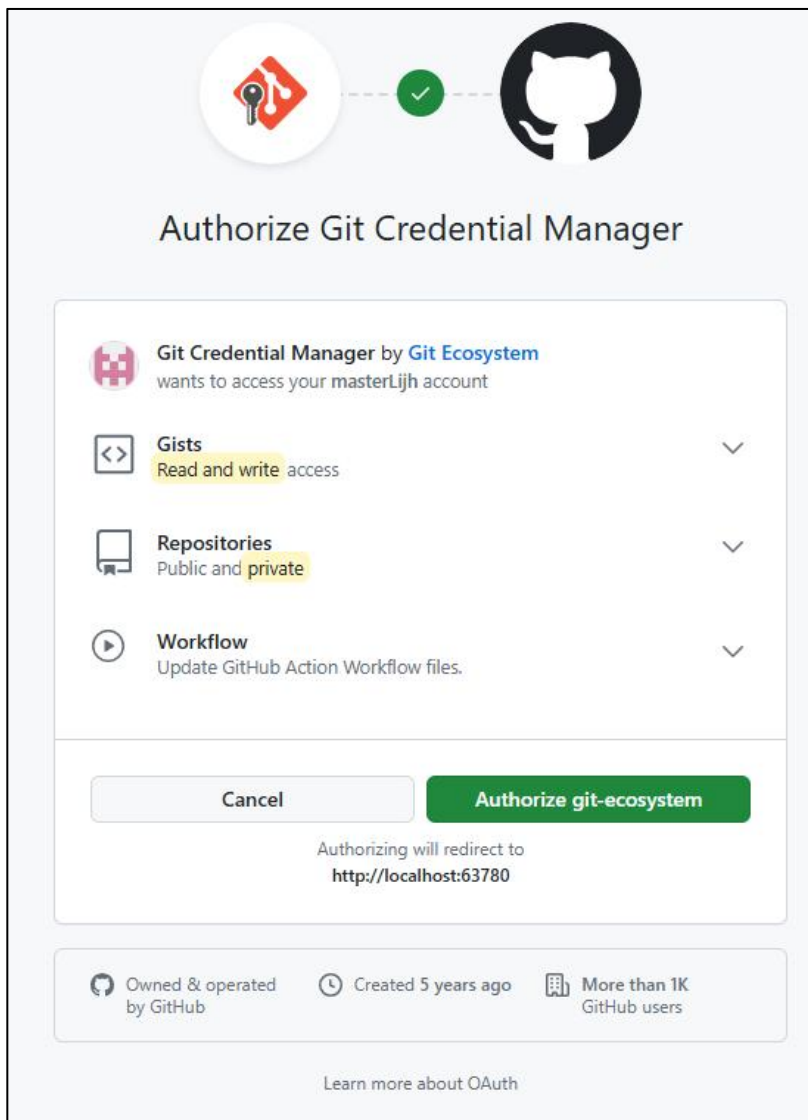 Authorize Git Credential Manager
Git Credential Manager by Git Ecosystem
wants to access your masterLijh account
Gists
Read and write access
Repositories
Public and private
Workflow
Update GitHub Action Workflow files.
Cancel
Authorize git-ecosystem
Authorizing will redirect to
http://localhost:63780
Owned & operated
by GitHub
Created 5 years ago
More than 1K
GitHub users
Learn more about OAuth